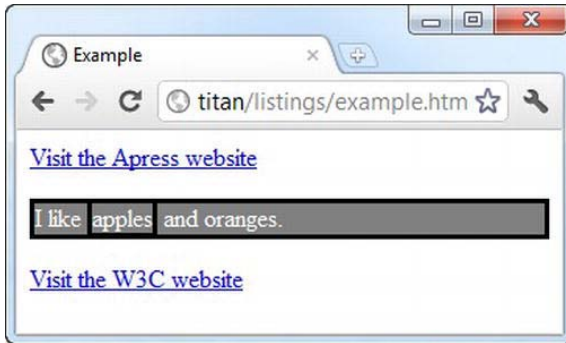 Example
titan/listings/example.htm
Visit the Apress website
I like apples and oranges.
Visit the W3C website